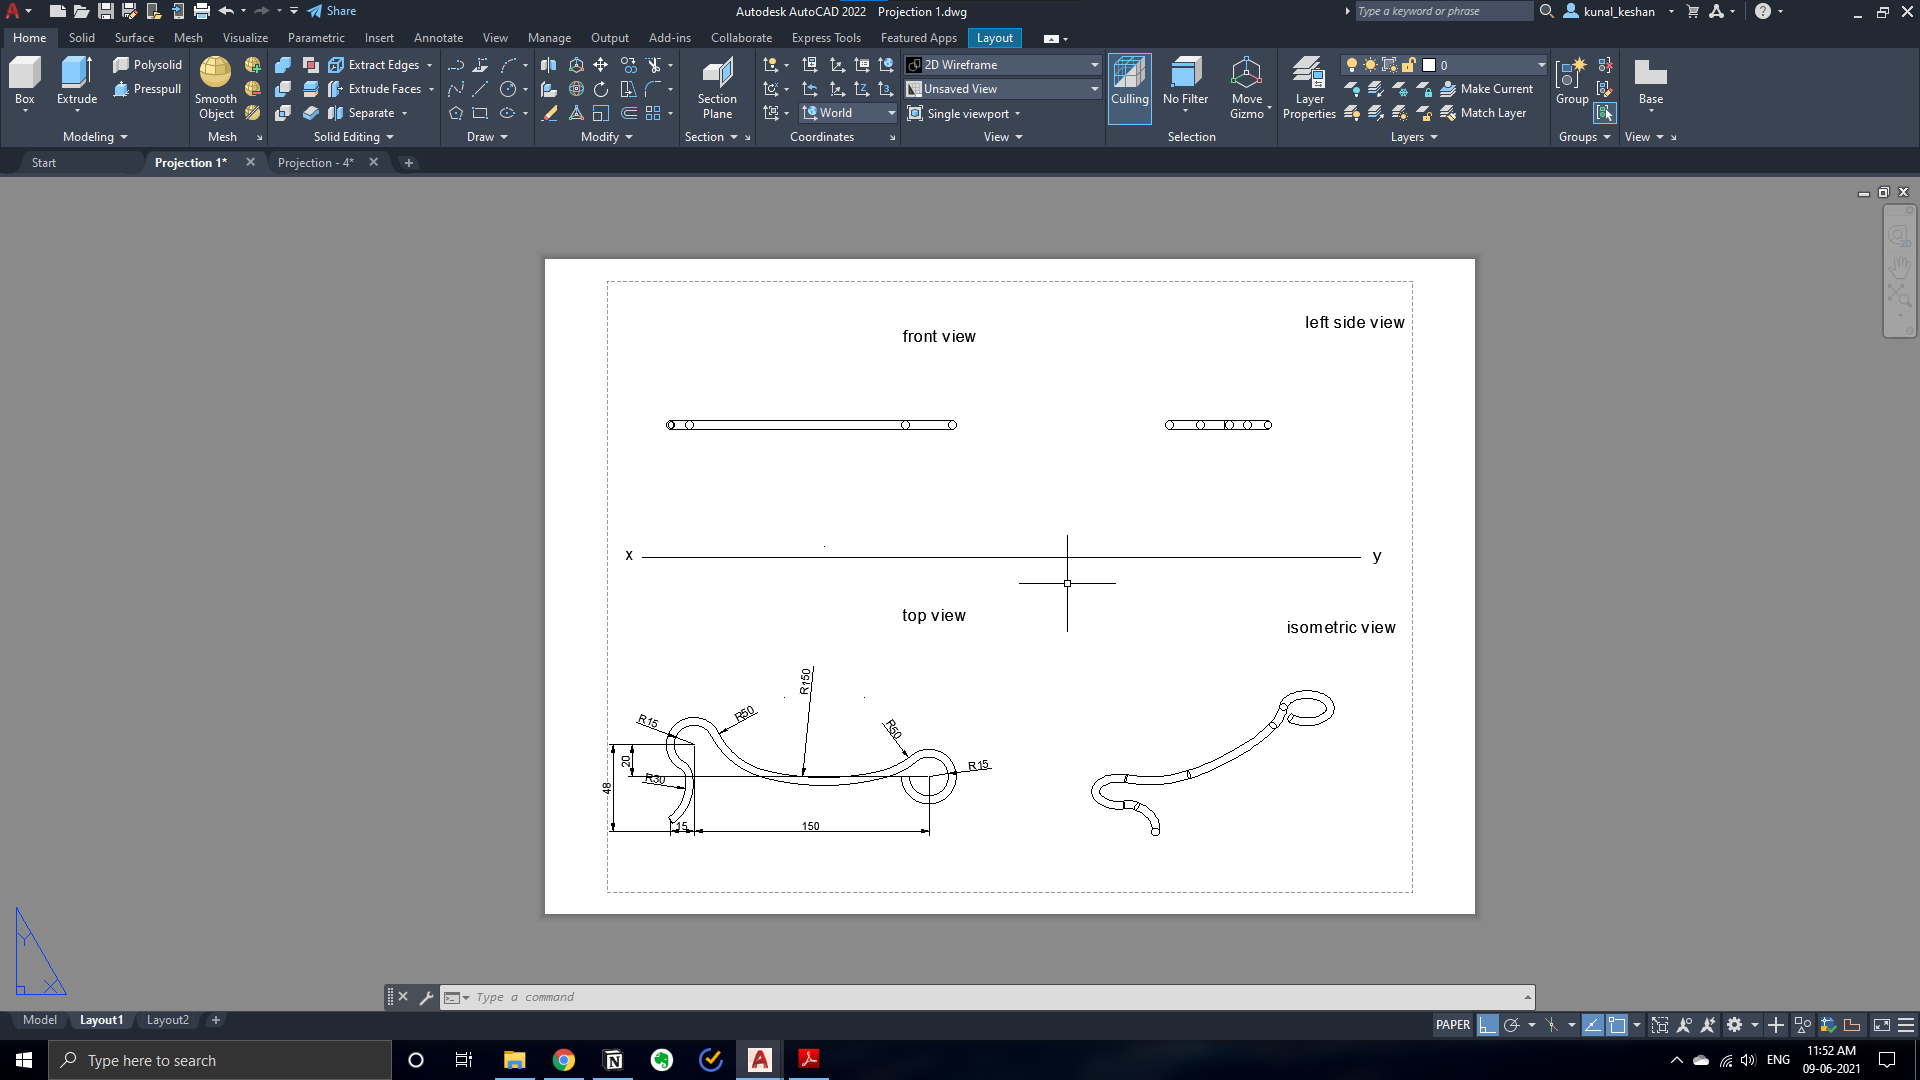 Share
Autodesk AutoCAD 2022 Projection 1.dwg
Type a keyword or phrase
kunal_keshan
Home Solid Surface Mesh Visualize Parametric Insert Annotate View Manage Output Add-ins Collaborate Express Tools Featured Apps Layout
Box
Extrude
Polysolid
Presspull
Modeling
Smooth
Object
Mesh
Extract Edges
Extrude Faces
Separate
Solid Editing
Draw
Modify
Section
Plane
Section
World
Coordinates
2D Wireframe
Unsaved View
Single viewport
View
Culling
No Filter
Move
Gizmo
Selection
Layer
Properties
0
Make Current
Match Layer
Layers
Group
Groups
Base
View
Start
Projection 1*
Projection - 4*
2D
front view
left side view
x
y
top view
isometric view
R150
R50
R15
R50
R15
20
R30
48
15
150
Y
X
Type a command
Model
Layout1
Layout2
PAPER
Type here to search
ENG
11:52 AM
09-06-2021